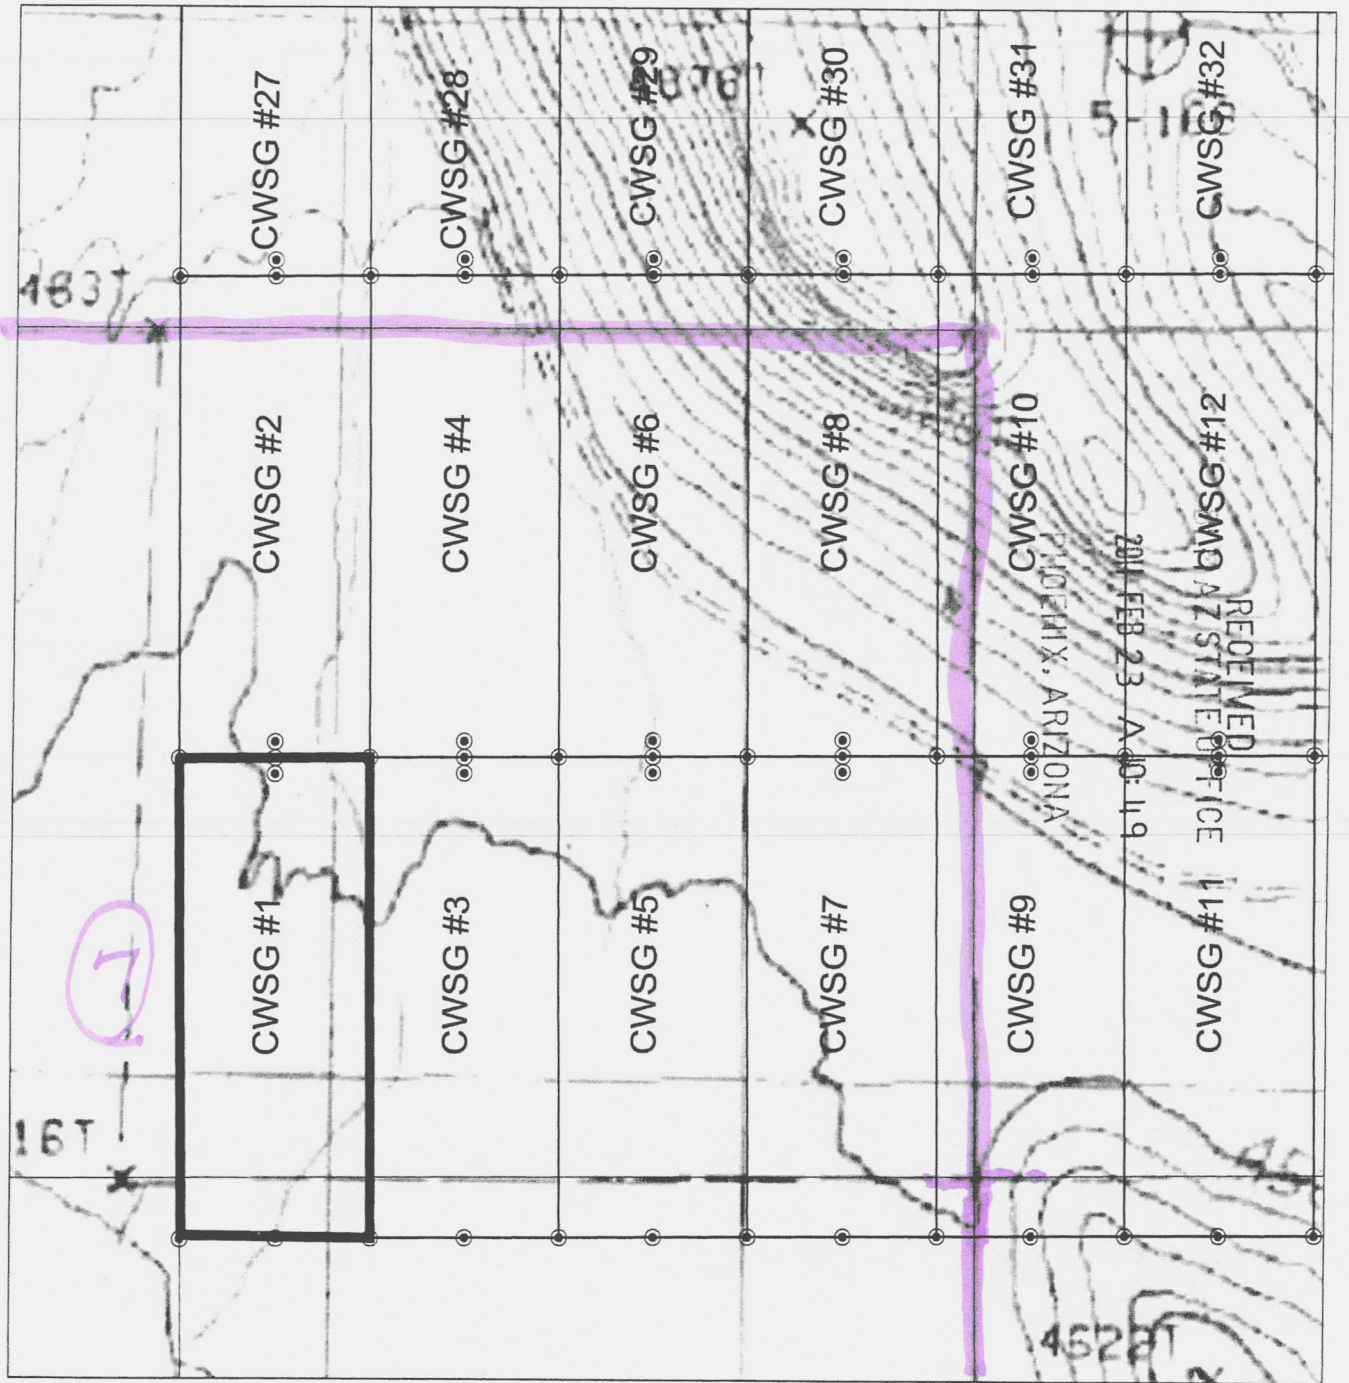 CWSG #27
CWSG #28
CWSG #29
CWSG #30
CWSG #31
CWSG #32
483T
CWSG #2
CWSG #4
CWSG #6
CWSG #8
CWSG #10
CWSG #12
RECEIVED
AZ STATE OFFICE
2011 FEB 23 A 10: 49
PHOENIX, ARIZONA
7
CWSG #1
CWSG #3
CWSG #5
CWSG #7
CWSG #9
CWSG #11
16T